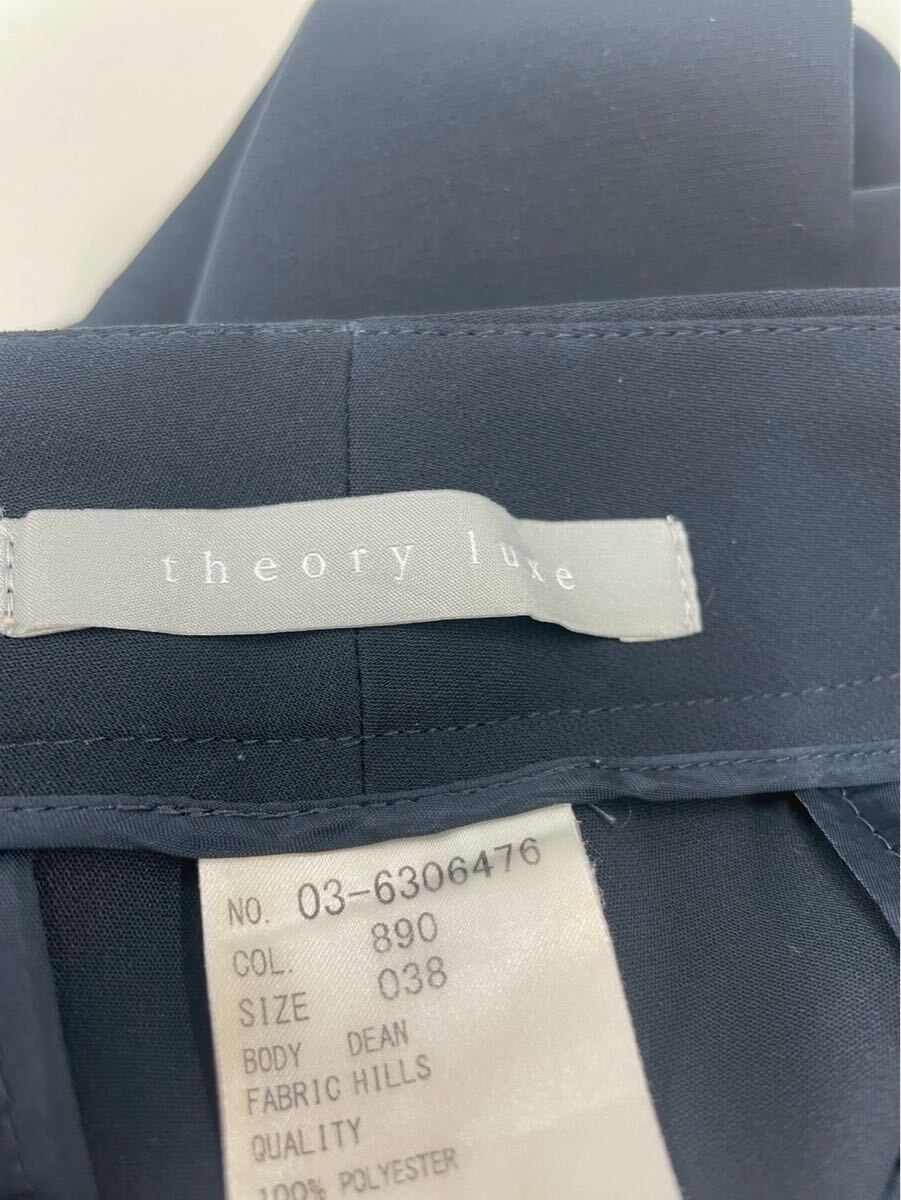 theory luxe
NO. 03-6306476
COL. 890
SIZE 038
BODY DEAN
FABRIC HILLS
QUALITY
100% POLYESTER